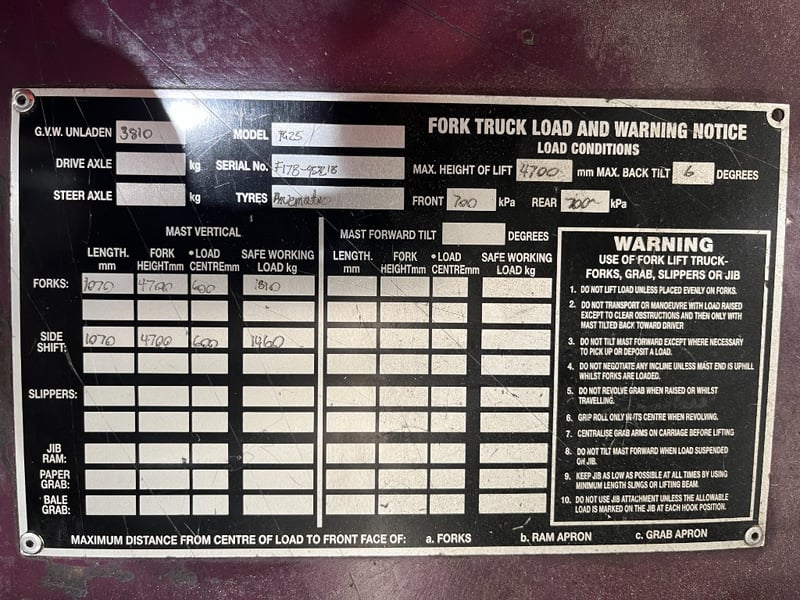 FORK TRUCK LOAD AND WARNING NOTICE
LOAD CONDITIONS
G.V.W. UNLADEN 3810 MODEL
DRIVE AXLE kg SERIAL No. MAX. HEIGHT OF LIFT 4700 mm MAX. BACK TILT 6 DEGREES
STEER AXLE kg TYRES FRONT 700 kPa REAR 700 kPa
MAST VERTICAL MAST FORWARD TILT DEGREES
LENGTH. mm FORK HEIGHTmm •LOAD CENTREmm SAFE WORKING LOAD kg LENGTH. mm FORK HEIGHTmm •LOAD CENTREmm SAFE WORKING LOAD kg
FORKS: 1070 4700 600 1810
SIDE SHIFT: 1070 4700 600 1460
SLIPPERS:
JIB RAM:
PAPER GRAB:
BALE GRAB:
WARNING
USE OF FORK LIFT TRUCK-
FORKS, GRAB, SLIPPERS OR JIB
1. DO NOT LIFT LOAD UNLESS PLACED EVENLY ON FORKS.
2. DO NOT TRANSPORT OR MANOEUVRE WITH LOAD RAISED
EXCEPT TO CLEAR OBSTRUCTIONS AND THEN ONLY WITH
MAST TILTED BACK TOWARD DRIVER
3. DO NOT TILT MAST FORWARD EXCEPT WHERE NECESSARY
TO PICK UP OR DEPOSIT A LOAD.
4. DO NOT NEGOTIATE ANY INCLINE UNLESS MAST END IS UPHILL
WHILST FORKS ARE LOADED.
5. DO NOT REVOLVE GRAB WHEN RAISED OR WHILST
TRAVELLING.
6. GRIP ROLL ONLY IN ITS CENTRE WHEN REVOLVING.
7. CENTRALISE GRAB ARMS ON CARRIAGE BEFORE LIFTING
8. DO NOT TILT MAST FORWARD WHEN LOAD SUSPENDED
ON JIB.
9. KEEP JIB AS LOW AS POSSIBLE AT ALL TIMES BY USING
MINIMUM LENGTH SLINGS OR LIFTING BEAM.
10. DO NOT USE JIB ATTACHMENT UNLESS THE ALLOWABLE
LOAD IS MARKED ON THE JIB AT EACH HOOK POSITION.
MAXIMUM DISTANCE FROM CENTRE OF LOAD TO FRONT FACE OF: a. FORKS b. RAM APRON c. GRAB APRON